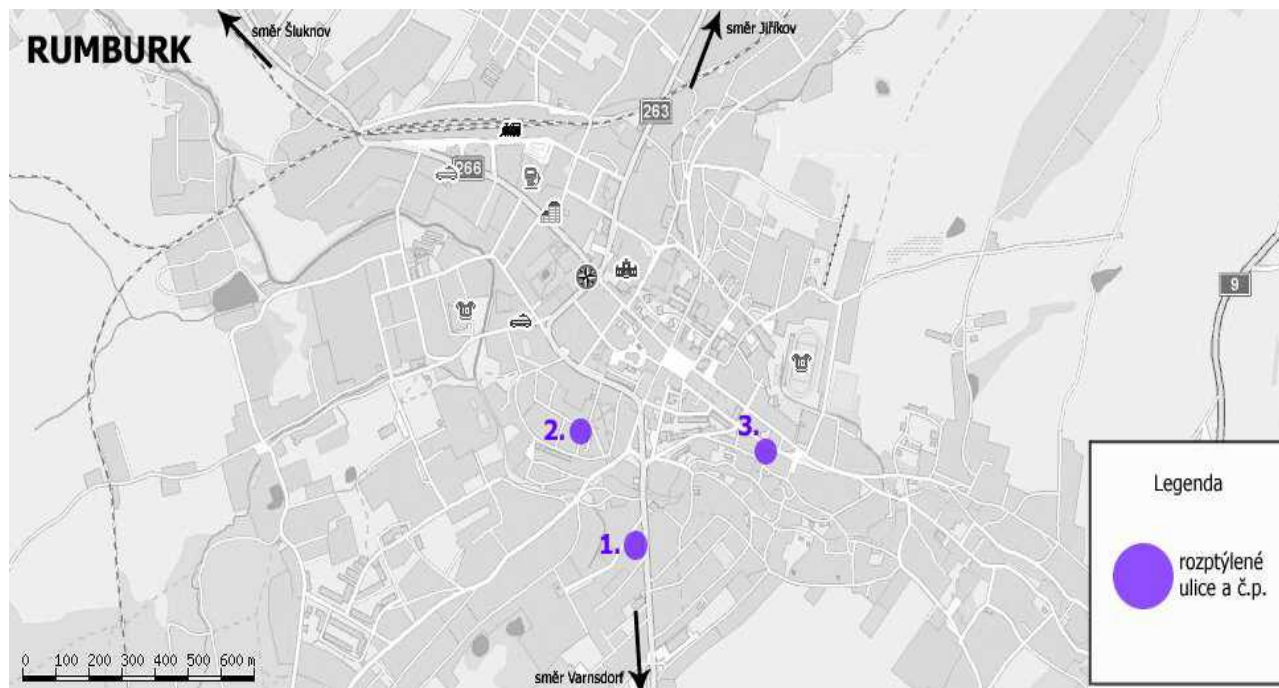 RUMBURK
směr Šluknov
směr Jiříkov
263
266
9
2.
3.
1.
Legenda
rozptýlené
ulice a č.p.
0 100 200 300 400 500 600 m
směr Varnsdorf